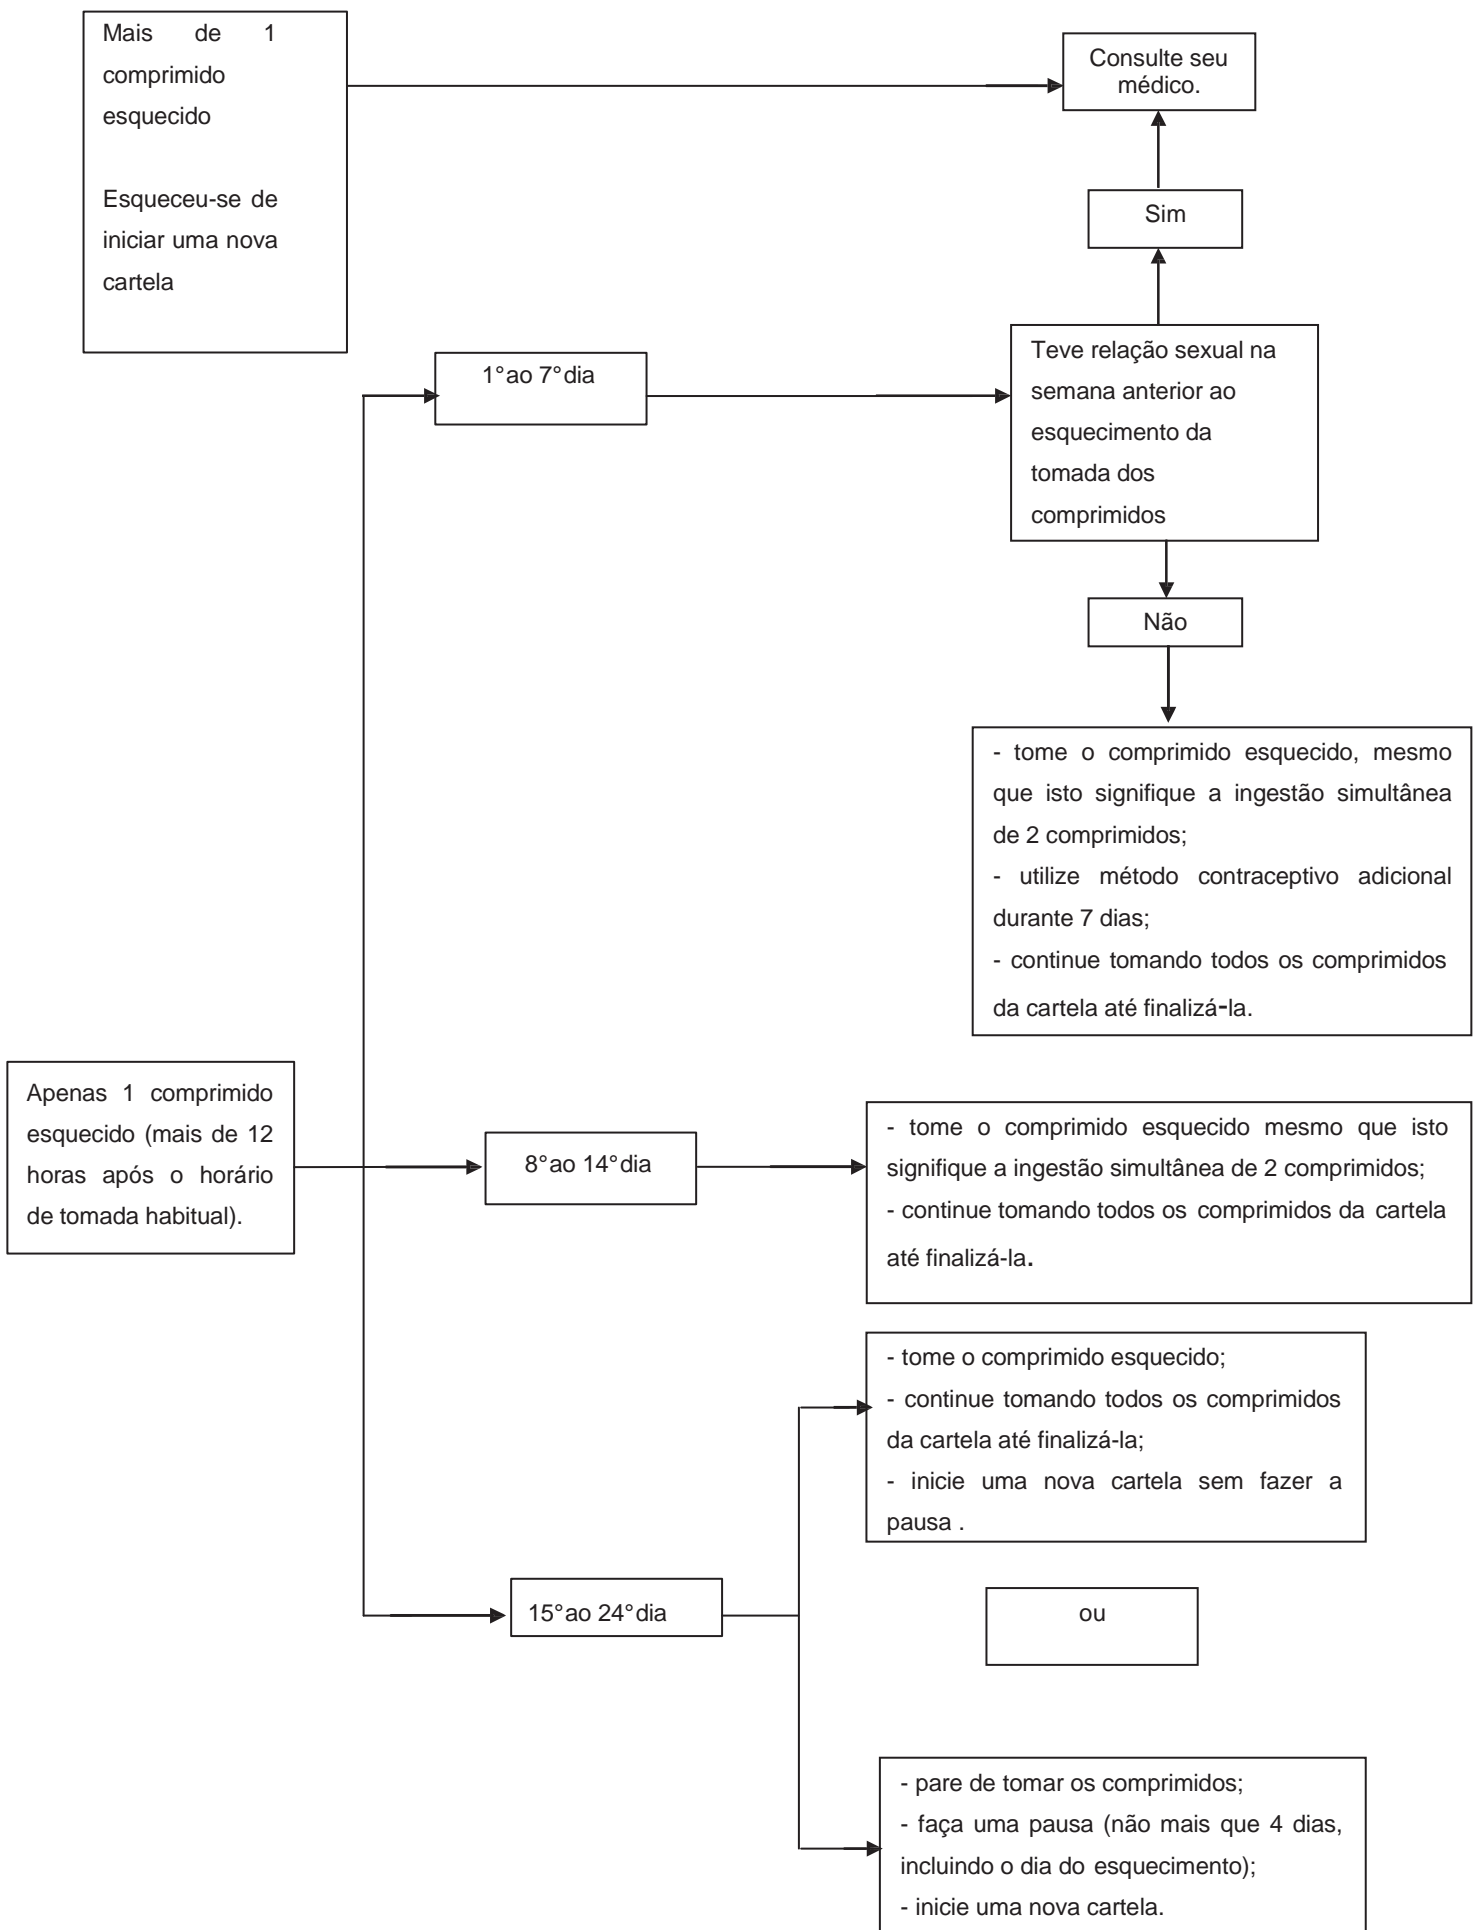 Mais de 1
comprimido
esquecido
Esqueceu-se de
iniciar uma nova
cartela
Consulte seu
médico.
Sim
1°ao 7°dia
Teve relação sexual na
semana anterior ao
esquecimento da
tomada dos
comprimidos
Não
- tome o comprimido esquecido, mesmo
que isto signifique a ingestão simultânea
de 2 comprimidos;
- utilize método contraceptivo adicional
durante 7 dias;
- continue tomando todos os comprimidos
da cartela até finalizá-la.
Apenas 1 comprimido
esquecido (mais de 12
horas após o horário
de tomada habitual).
8°ao 14°dia
- tome o comprimido esquecido mesmo que isto
signifique a ingestão simultânea de 2 comprimidos;
- continue tomando todos os comprimidos da cartela
até finalizá-la.
15°ao 24°dia
- tome o comprimido esquecido;
- continue tomando todos os comprimidos
da cartela até finalizá-la;
- inicie uma nova cartela sem fazer a
pausa .
ou
- pare de tomar os comprimidos;
- faça uma pausa (não mais que 4 dias,
incluindo o dia do esquecimento);
- inicie uma nova cartela.